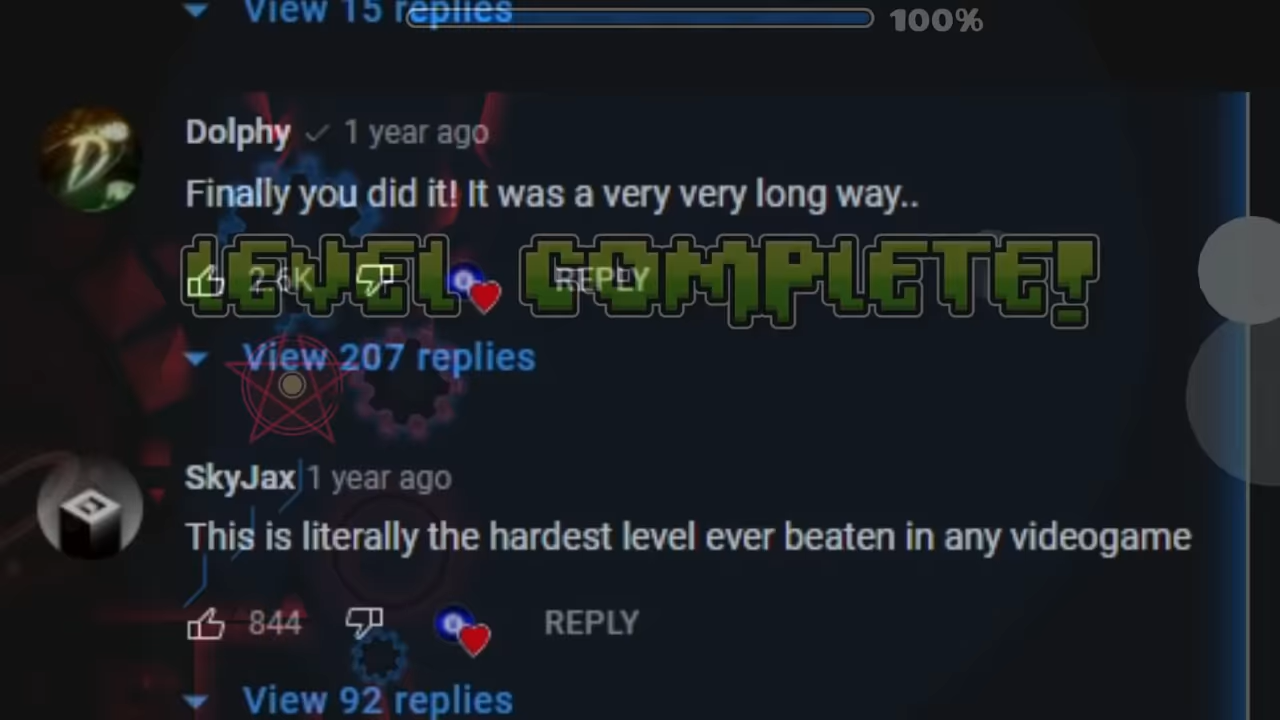 View 15 replies
100%
Dolphy 1 year ago
Finally you did it! It was a very very long way..
LEVEL COMPLETE!
2.6K REPLY
View 207 replies
SkyJax 1 year ago
This is literally the hardest level ever beaten in any videogame
844 REPLY
View 92 replies